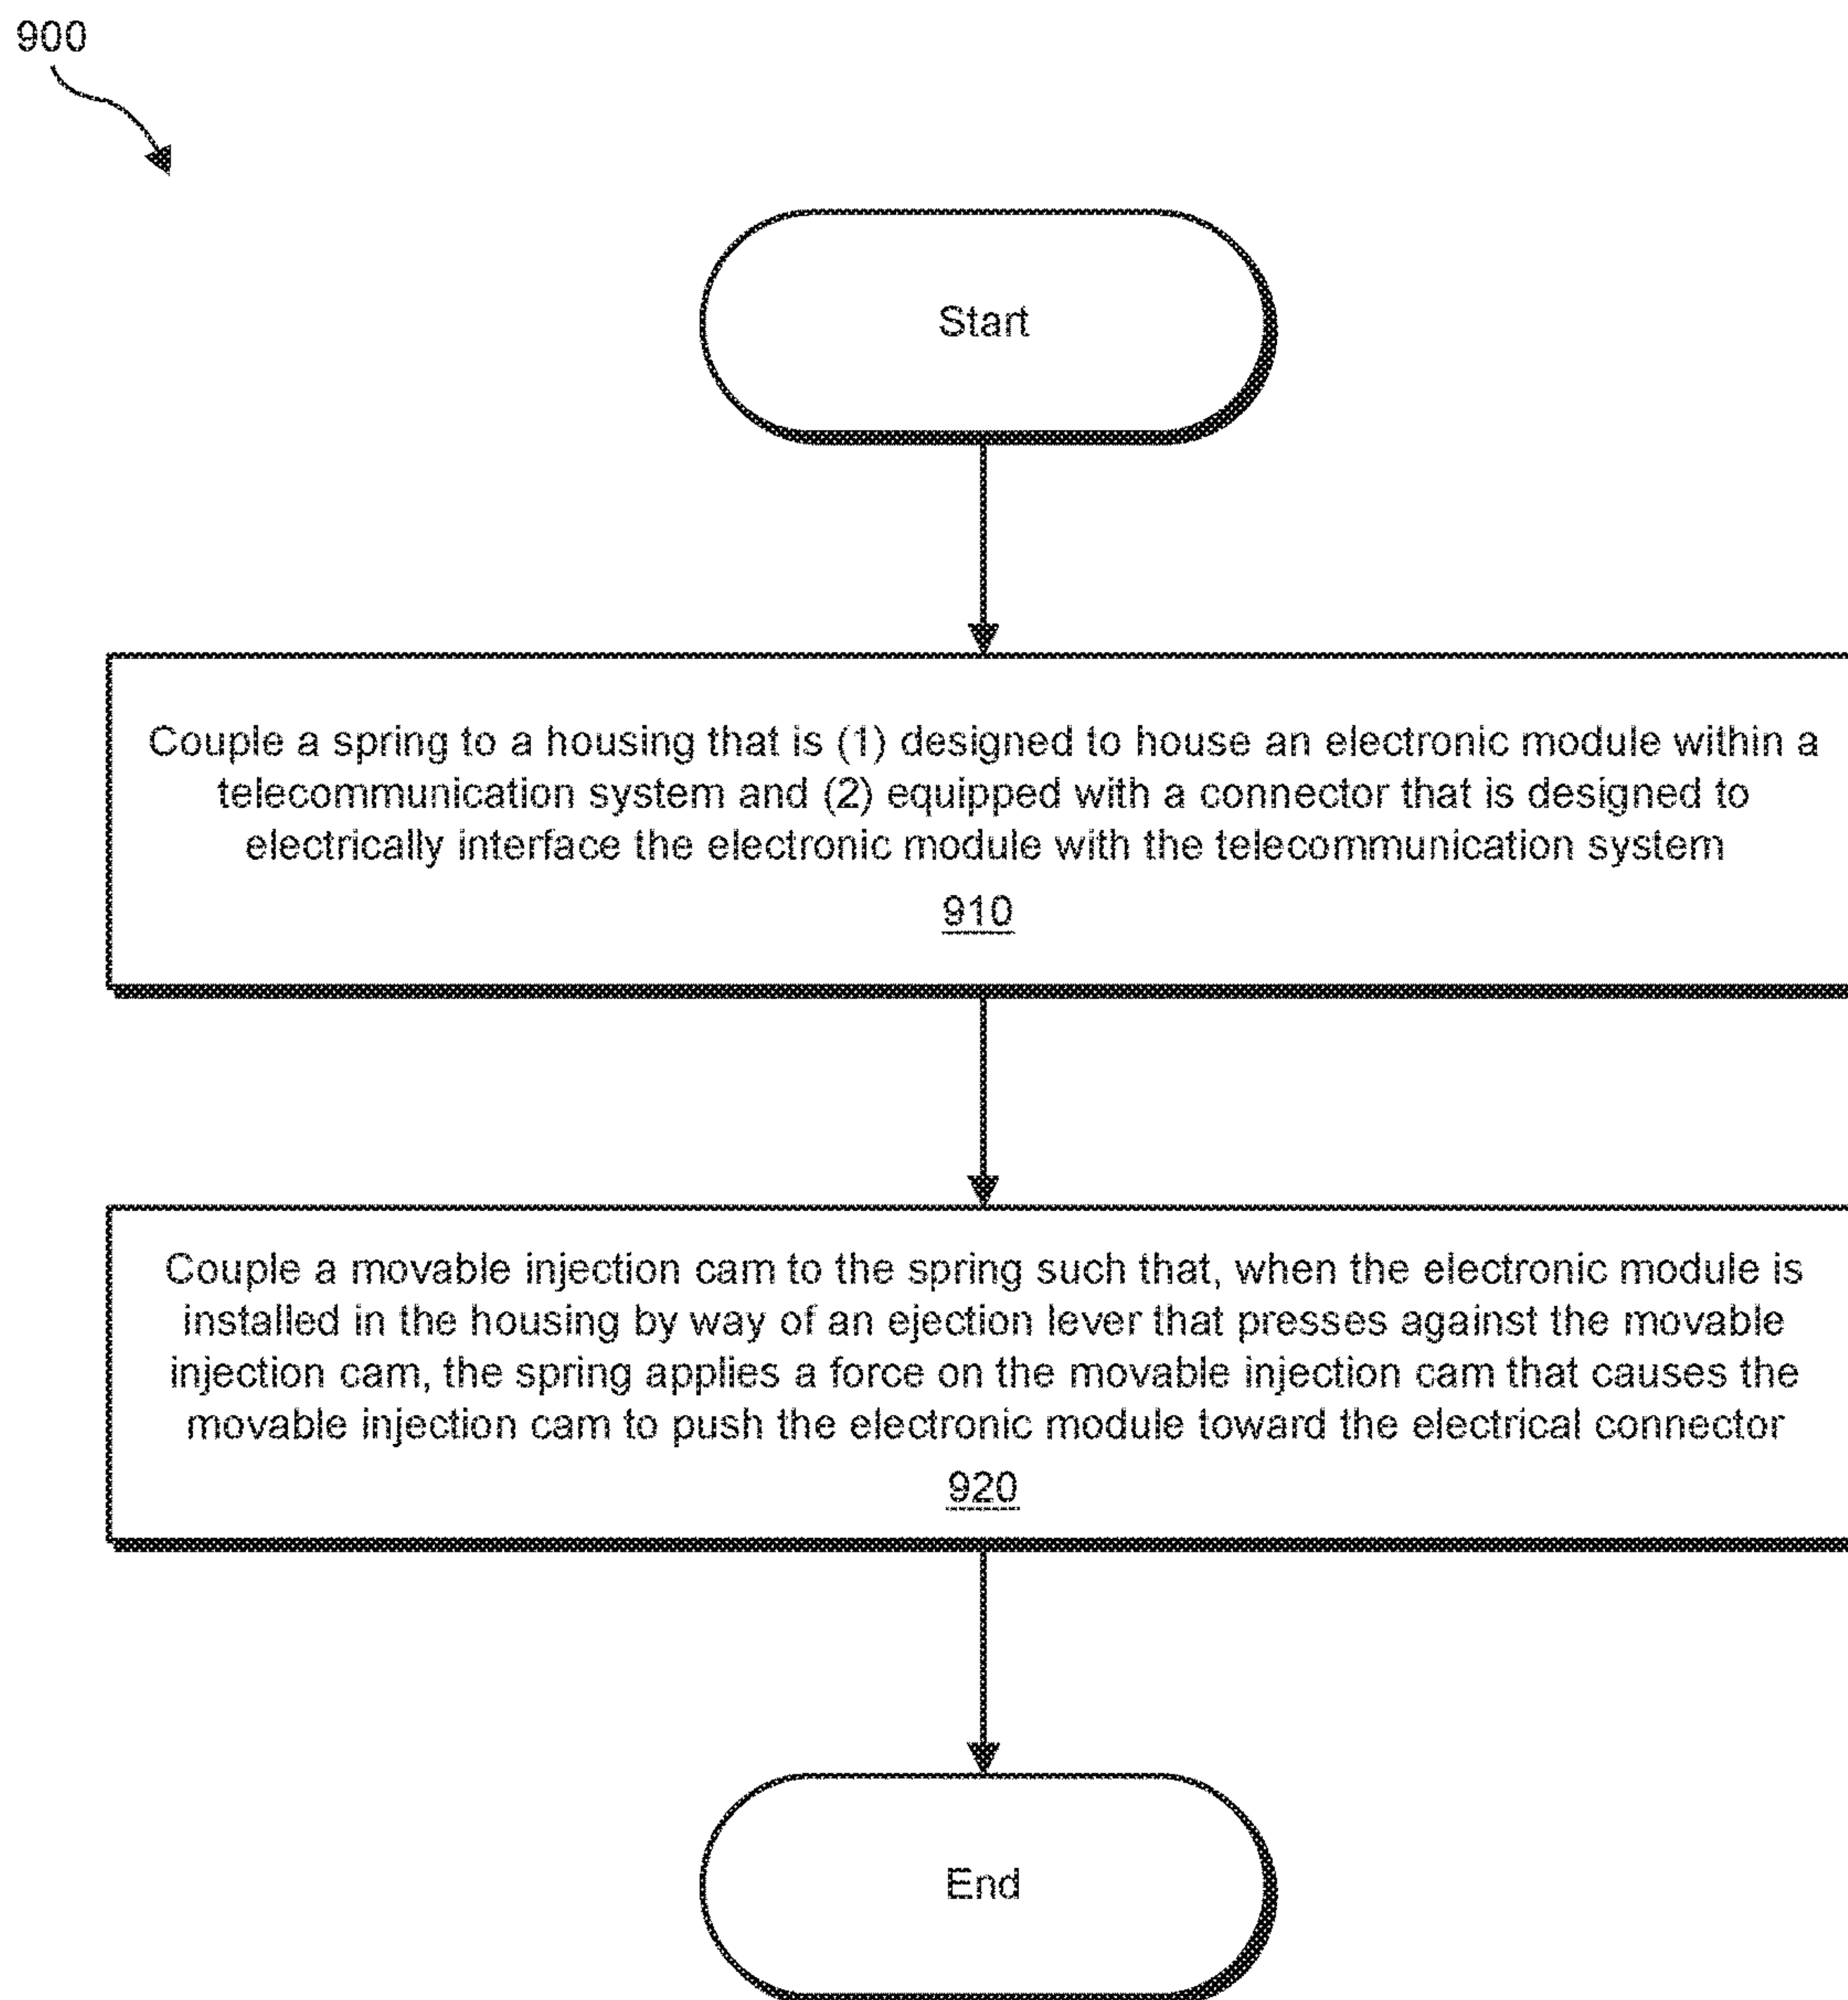 900
Start
Couple a spring to a housing that is (1) designed to house an electronic module within a
telecommunication system and (2) equipped with a connector that is designed to
electrically interface the electronic module with the telecommunication system
910
Couple a movable injection cam to the spring such that, when the electronic module is
installed in the housing by way of an ejection lever that presses against the movable
injection cam, the spring applies a force on the movable injection cam that causes the
movable injection cam to push the electronic module toward the electrical connector
920
End